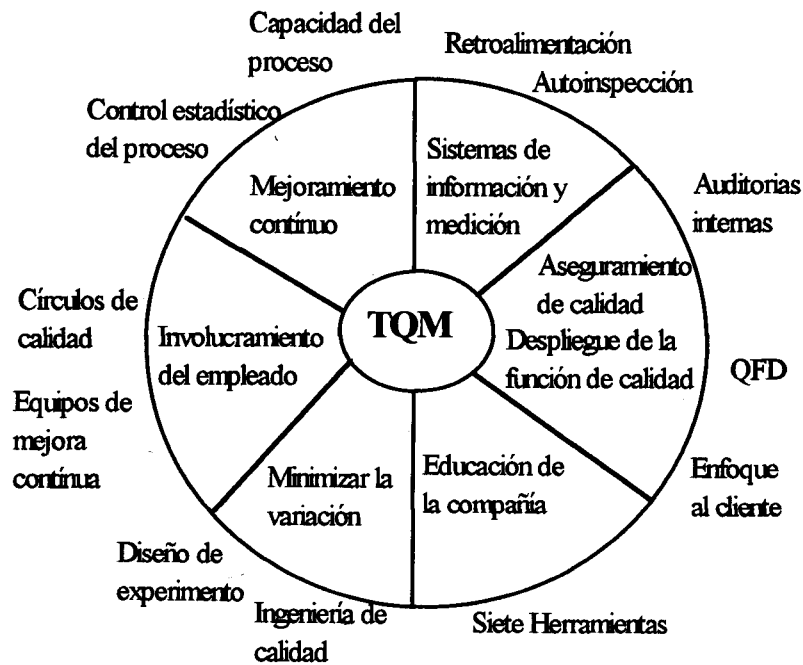 Capacidad del
proceso
Retroalimentación
Autoinspección
Control estadístico
del proceso
Mejoramiento
contínuo
Sistemas de
información y
medición
Auditorias
internas
Aseguramiento
de calidad
Despliegue de la
función de calidad
TQM
QFD
Círculos de
calidad
Involucramiento
del empleado
Equipos de
mejora
contínua
Minimizar la
variación
Educación de
la compañía
Enfoque
al cliente
Diseño de
experimento
Ingeniería de
calidad
Siete Herramientas